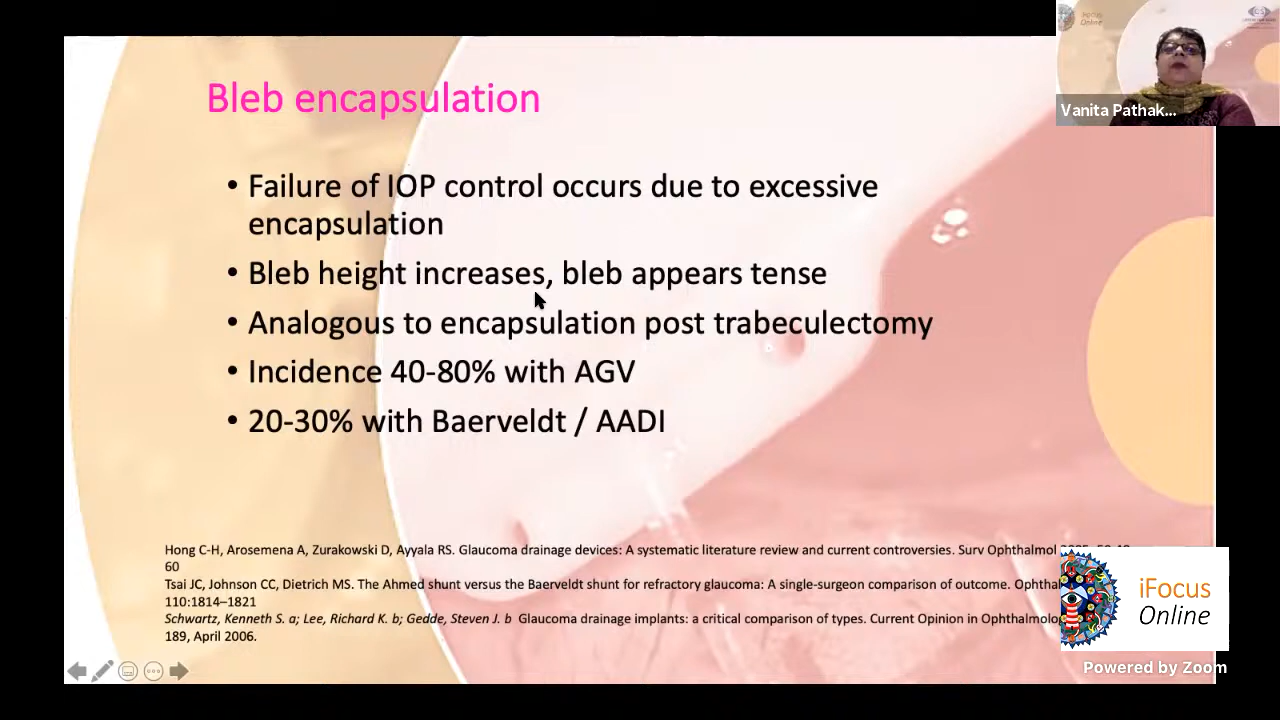 Bleb encapsulation
• Failure of IOP control occurs due to excessive
encapsulation
• Bleb height increases, bleb appears tense
• Analogous to encapsulation post trabeculectomy
• Incidence 40-80% with AGV
• 20-30% with Baerveldt / AADI
Hong C-H, Arosemena A, Zurakowski D, Ayyala RS. Glaucoma drainage devices: A systematic literature review and current controversies. Surv Ophthalmol
60
Tsai JC, Johnson CC, Dietrich MS. The Ahmed shunt versus the Baerveldt shunt for refractory glaucoma: A single-surgeon comparison of outcome.
110:1814–1821
Schwartz, Kenneth S. a; Lee, Richard K. b; Gedde, Steven J. b Glaucoma drainage implants: a critical comparison of types. Current Opinion in
189, April 2006.
Vanita Pathak...
iFocus
Online
iFocus
Online
Powered by Zoom